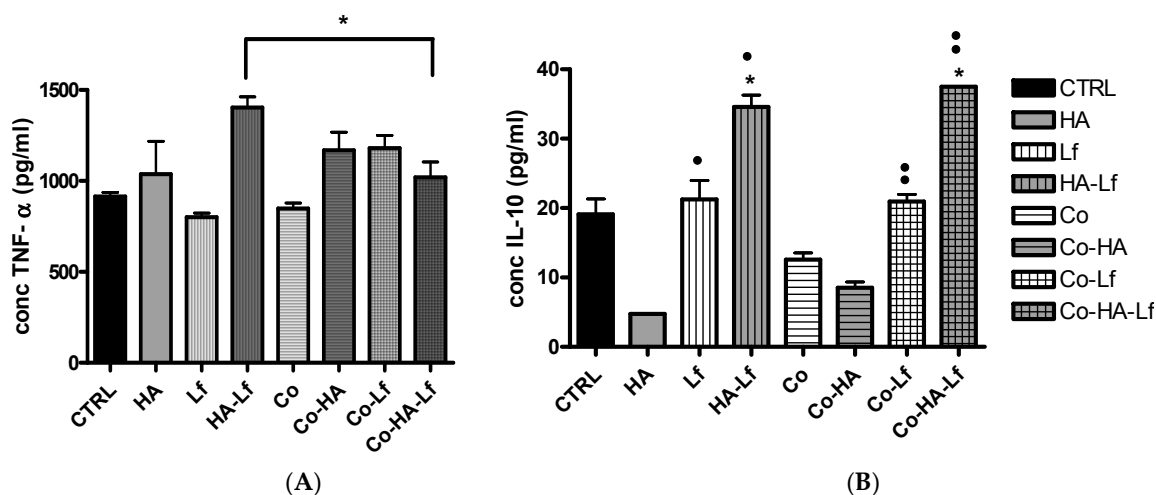 *
conc TNF- α (pg/ml)
1500
1000
500
0
CTRL
HA
Lf
HA-Lf
Co
Co-HA
Co-Lf
Co-HA-Lf
(A)
conc IL-10 (pg/ml)
40
30
20
10
0
•
*
•
•
•
•
•
*
•
CTRL
HA
Lf
HA-Lf
Co
Co-HA
Co-Lf
Co-HA-Lf
(B)
CTRL
HA
Lf
HA-Lf
Co
Co-HA
Co-Lf
Co-HA-Lf